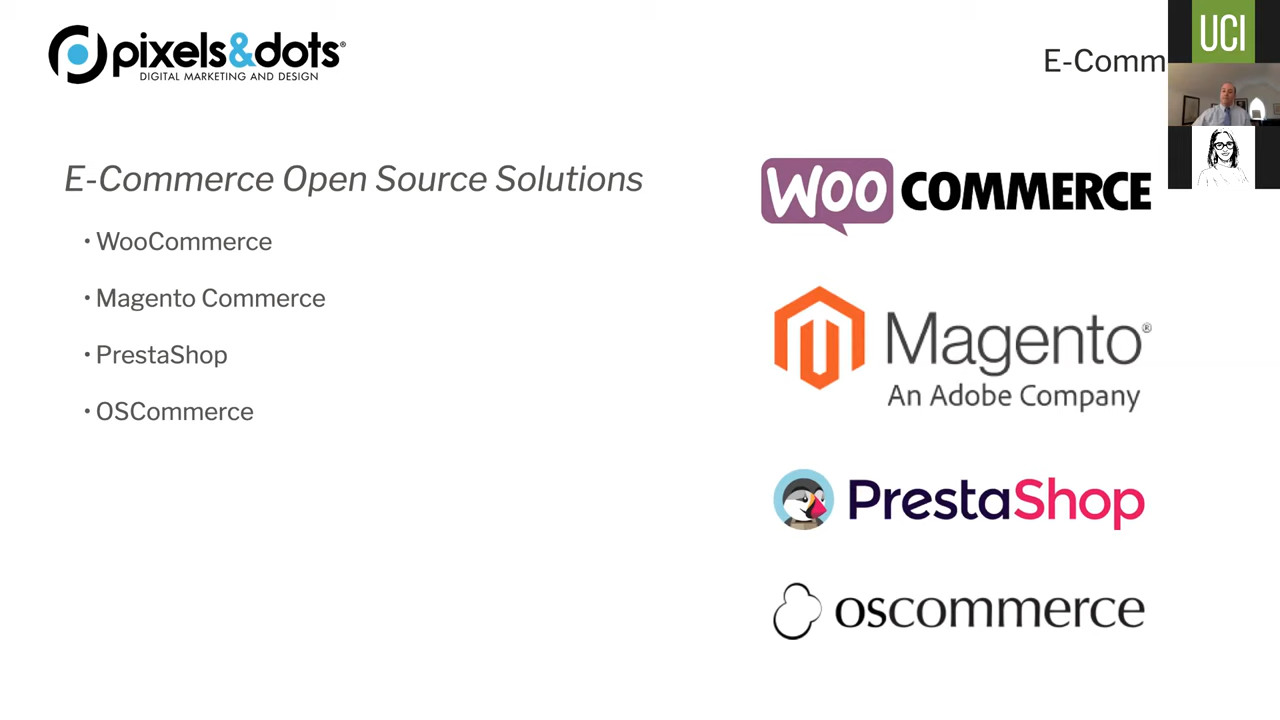 pixels&dots®
DIGITAL MARKETING AND DESIGN
E-Comm
UCI
E-Commerce Open Source Solutions
• WooCommerce
• Magento Commerce
• PrestaShop
• OSCommerce
WOO COMMERCE
Magento®
An Adobe Company
PrestaShop
oscommerce